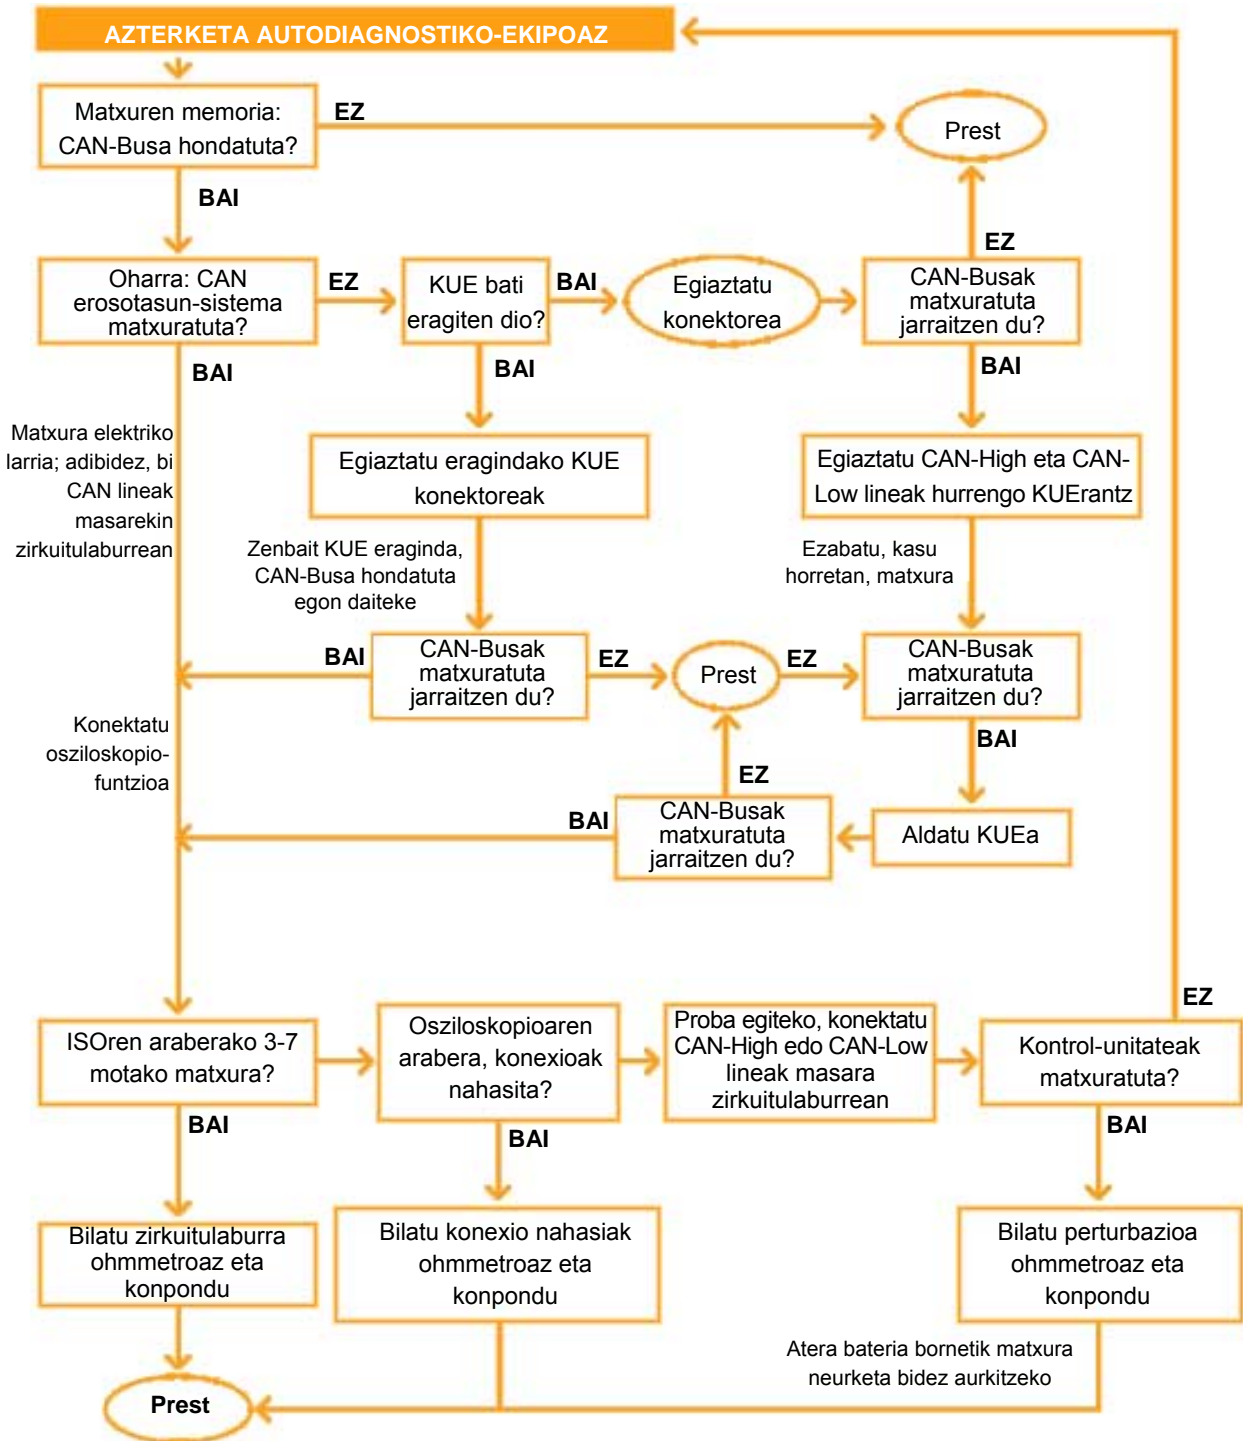 AZTERKETA AUTODIAGNOSTIKO-EKIPOAZ
Matxuren memoria:
CAN-Busa hondatuta?
EZ
Prest
BAI
EZ
Oharra: CAN
erosotasun-sistema
matxuratuta?
EZ
KUE bati
eragiten dio?
BAI
Egiaztatu
konektorea
CAN-Busak
matxuratuta
jarraitzen du?
BAI
BAI
BAI
Matxura elektriko
larria; adibidez, bi
CAN lineak
masarekin
zirkuitulaburrean
Egiaztatu eragindako KUE
konektoreak
Egiaztatu CAN-High eta CAN-
Low lineak hurrengo KUErantz
Zenbait KUE eraginda,
CAN-Busa hondatuta
egon daiteke
Ezabatu, kasu
horretan, matxura
BAI
CAN-Busak
matxuratuta
jarraitzen du?
EZ
Prest
EZ
CAN-Busak
matxuratuta
jarraitzen du?
Konektatu
osziloskopio-
funtzioa
BAI
EZ
BAI
CAN-Busak
matxuratuta
jarraitzen du?
Aldatu KUEa
EZ
ISOren araberako 3-7
motako matxura?
Osziloskopioaren
arabera, konexioak
nahasita?
Proba egiteko, konektatu
CAN-High edo CAN-Low
lineak masara
zirkuitulaburrean
Kontrol-unitateak
matxuratuta?
BAI
BAI
BAI
Bilatu zirkuitulaburra
ohmmetroaz eta
konpondu
Bilatu konexio nahasiak
ohmmetroaz eta
konpondu
Bilatu perturbazioa
ohmmetroaz eta
konpondu
Atera bateria bornetik matxura
neurketa bidez aurkitzeko
Prest